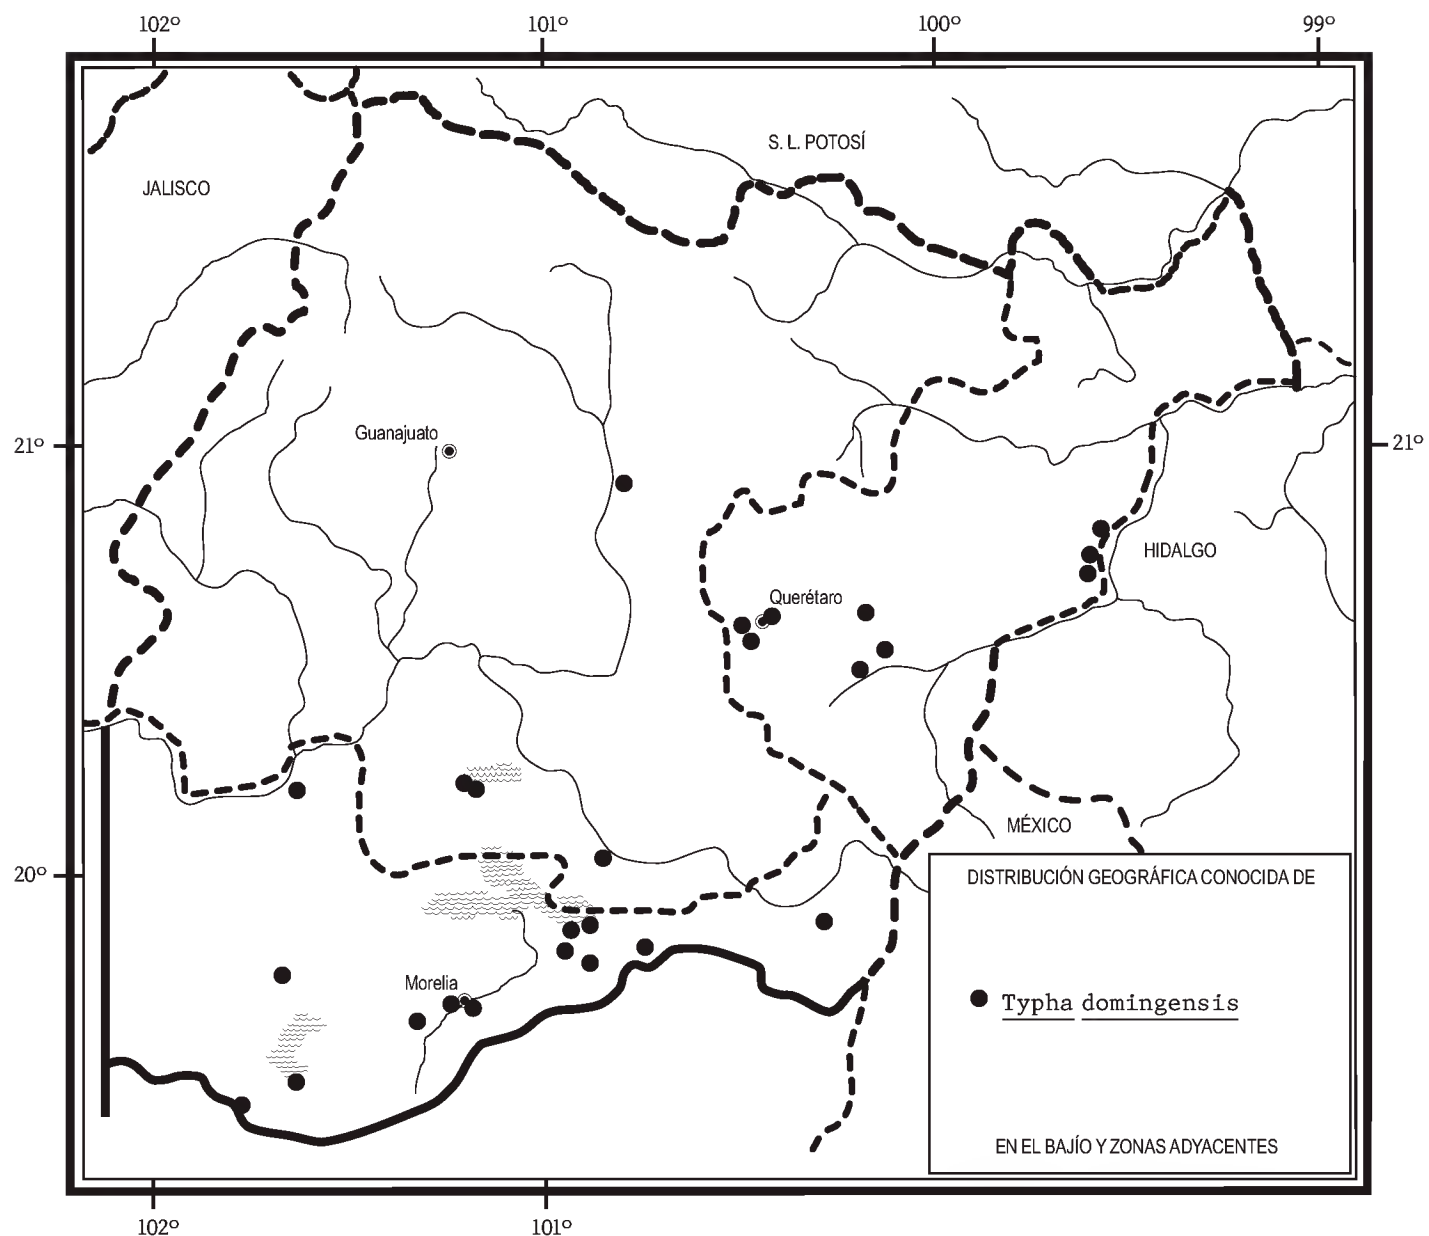 102º 101º 100º 99º
S. L. POTOSÍ
JALISCO
Guanajuato
21º 21º
HIDALGO
Querétaro
MÉXICO
20º
DISTRIBUCIÓN GEOGRÁFICA CONOCIDA DE
Morelia
Typha domingensis
EN EL BAJÍO Y ZONAS ADYACENTES
102º 101º